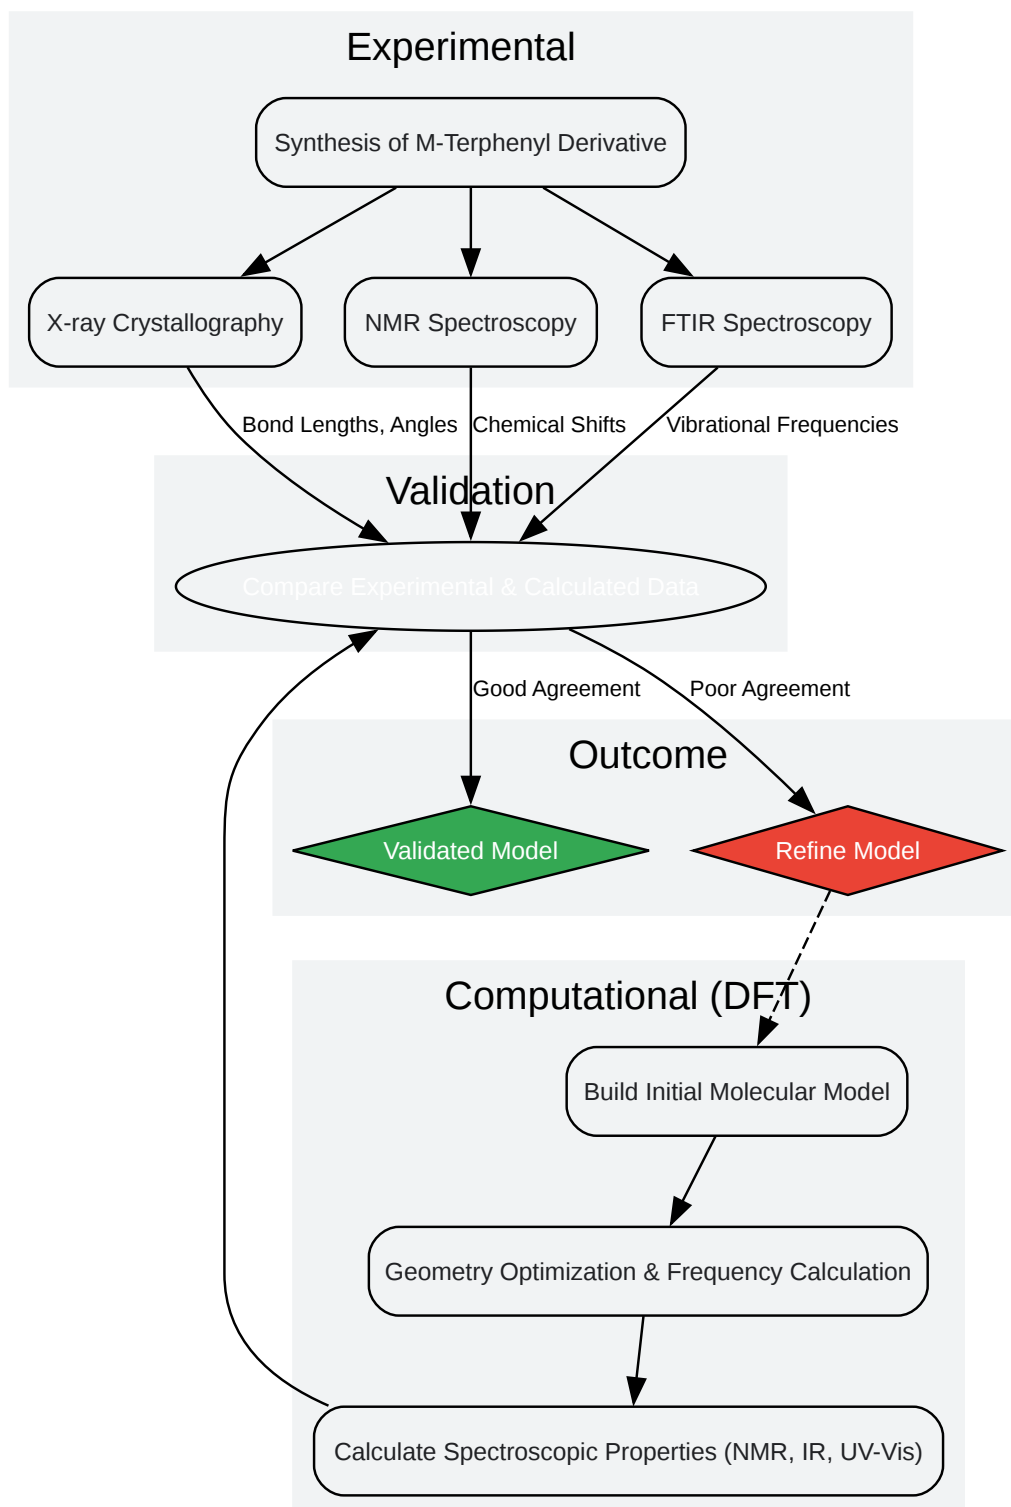 Experimental
Synthesis of M-Terphenyl Derivative
X-ray Crystallography
NMR Spectroscopy
FTIR Spectroscopy
Bond Lengths, Angles
Chemical Shifts
Vibrational Frequencies
Validation
Compare Experimental & Calculated Data
Good Agreement
Poor Agreement
Outcome
Validated Model
Refine Model
Computational (DFT)
Build Initial Molecular Model
Geometry Optimization & Frequency Calculation
Calculate Spectroscopic Properties (NMR, IR, UV-Vis)